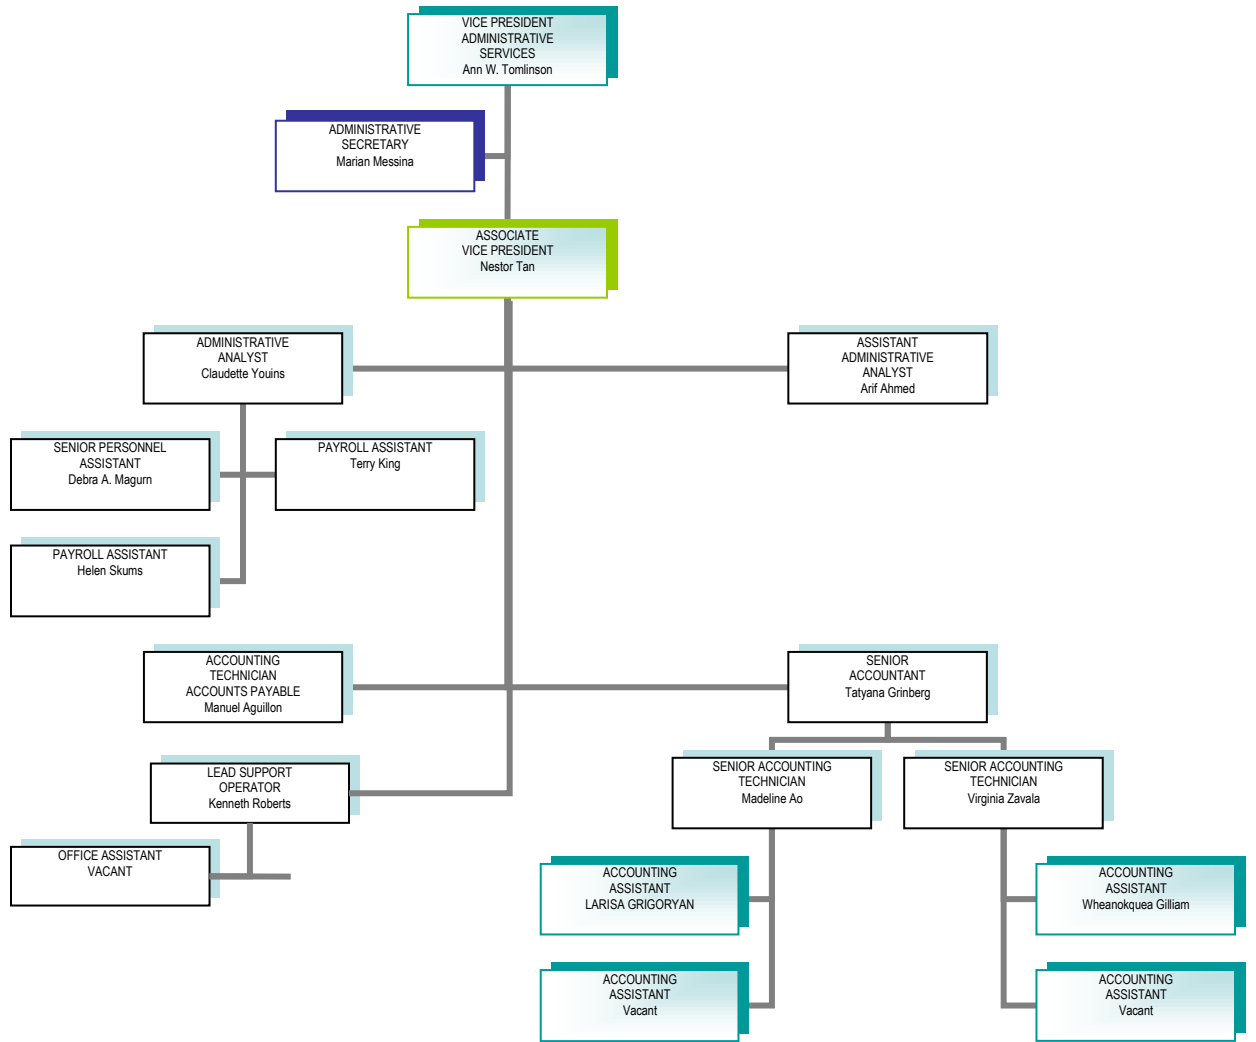 VICE PRESIDENT
ADMINISTRATIVE
SERVICES
Ann W. Tomlinson
ADMINISTRATIVE
SECRETARY
Marian Messina
ASSOCIATE
VICE PRESIDENT
Nestor Tan
ADMINISTRATIVE
ANALYST
Claudette Youins
ASSISTANT
ADMINISTRATIVE
ANALYST
Arif Ahmed
SENIOR PERSONNEL
ASSISTANT
Debra A. Magurn
PAYROLL ASSISTANT
Terry King
PAYROLL ASSISTANT
Helen Skums
ACCOUNTING
TECHNICIAN
ACCOUNTS PAYABLE
Manuel Aguillon
SENIOR
ACCOUNTANT
Tatyana Grinberg
LEAD SUPPORT
OPERATOR
Kenneth Roberts
SENIOR ACCOUNTING
TECHNICIAN
Madeline Ao
SENIOR ACCOUNTING
TECHNICIAN
Virginia Zavala
OFFICE ASSISTANT
VACANT
ACCOUNTING
ASSISTANT
LARISA GRIGORYAN
ACCOUNTING
ASSISTANT
Wheanokquea Gilliam
ACCOUNTING
ASSISTANT
Vacant
ACCOUNTING
ASSISTANT
Vacant